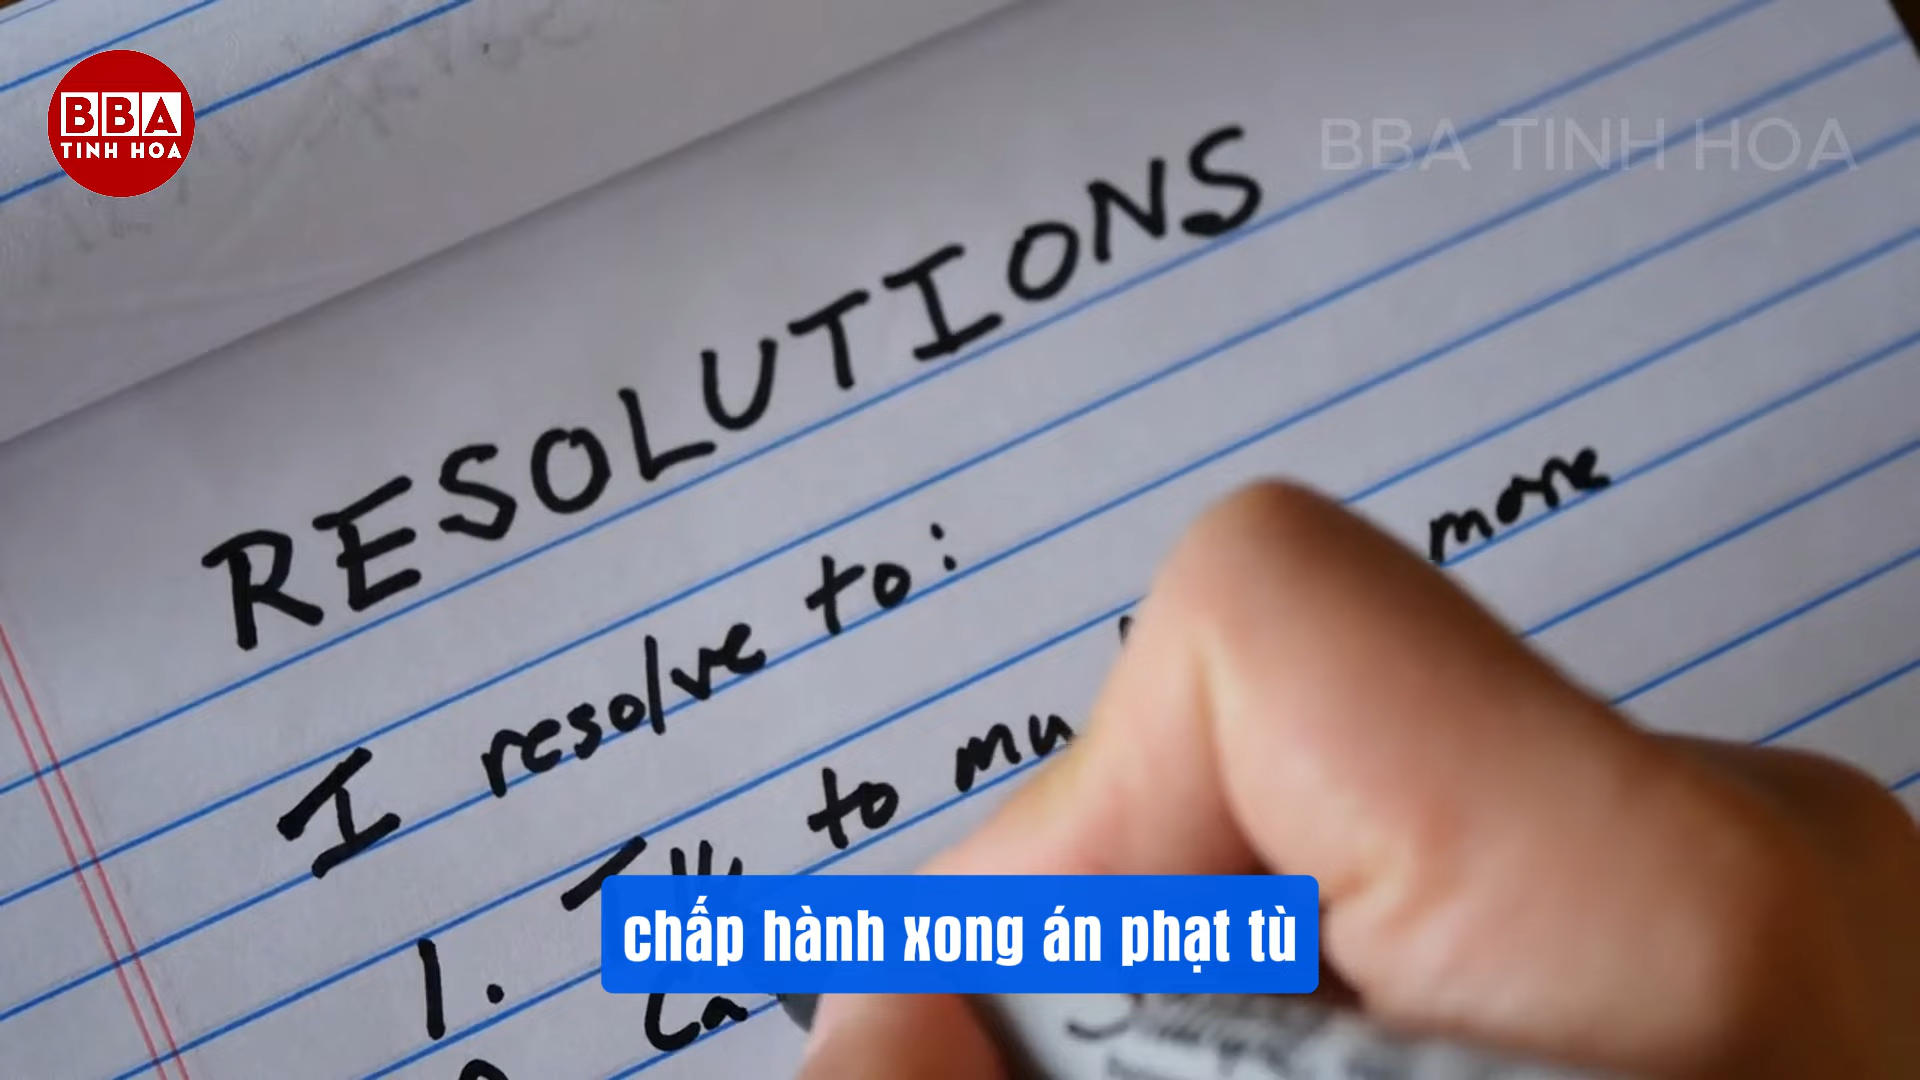 BBA
TINH HOA
BBA TINH HOA
RESOLUTIONS
I resolve to:
more
to
1.
chấp hành xong án phạt tù